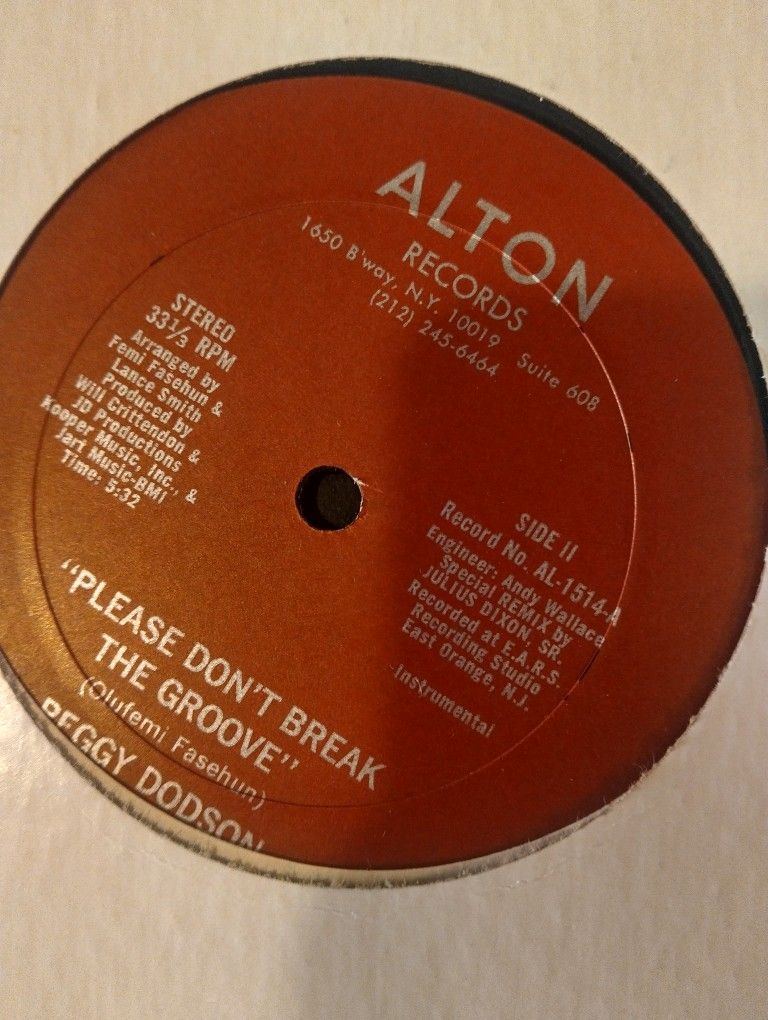 ALTON
RECORDS
1650 B'way, N.Y. 10019 Suite 608
(212) 245-6464
STEREO
33⅓ RPM
Arranged by
Femi Fasehun &
Lance Smith
Produced by
Will Crittendon &
JD Productions
Kooper Music, Inc., &
Jart Music-BMI
Time: 5:32
SIDE II
Record No. AL-1514-A
Engineer: Andy Wallace
Special REMIX by
JULIUS DIXON, SR.
Recorded at E.A.R.S.
Recording Studio
East Orange, N.J.
Instrumental
"PLEASE DON'T BREAK
THE GROOVE"
(Olufemi Fasehun)
PEGGY DODSON